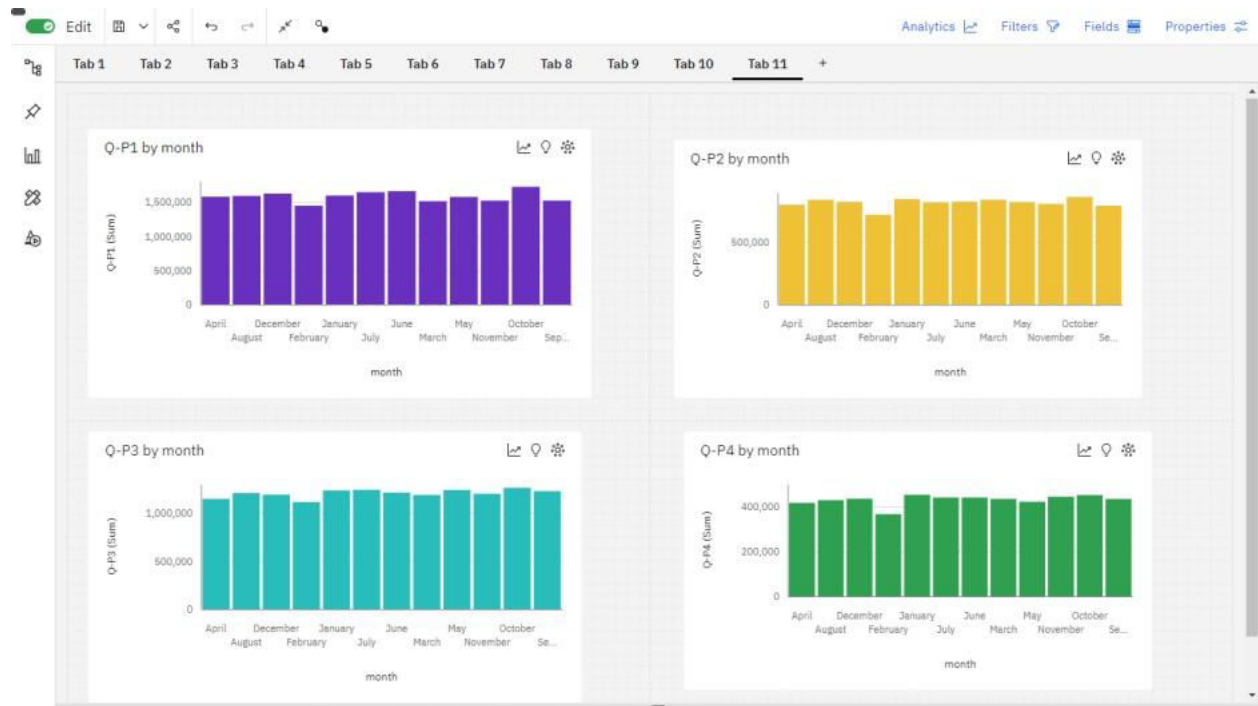 Edit
Analytics Filters Fields Properties
Tab 1 Tab 2 Tab 3 Tab 4 Tab 5 Tab 6 Tab 7 Tab 8 Tab 9 Tab 10 Tab 11 +
Q-P1 by month
Q-P1 (Sum)
1,500,000
1,000,000
500,000
0
April December January June May October
August February July March November Sep...
month
Q-P2 by month
Q-P2 (Sum)
500,000
0
April December January June May October
August February July March November Se...
month
Q-P3 by month
Q-P3 (Sum)
1,000,000
500,000
0
April December January June May October
August February July March November Se...
month
Q-P4 by month
Q-P4 (Sum)
400,000
200,000
0
April December January June May October
August February July March November Se...
month